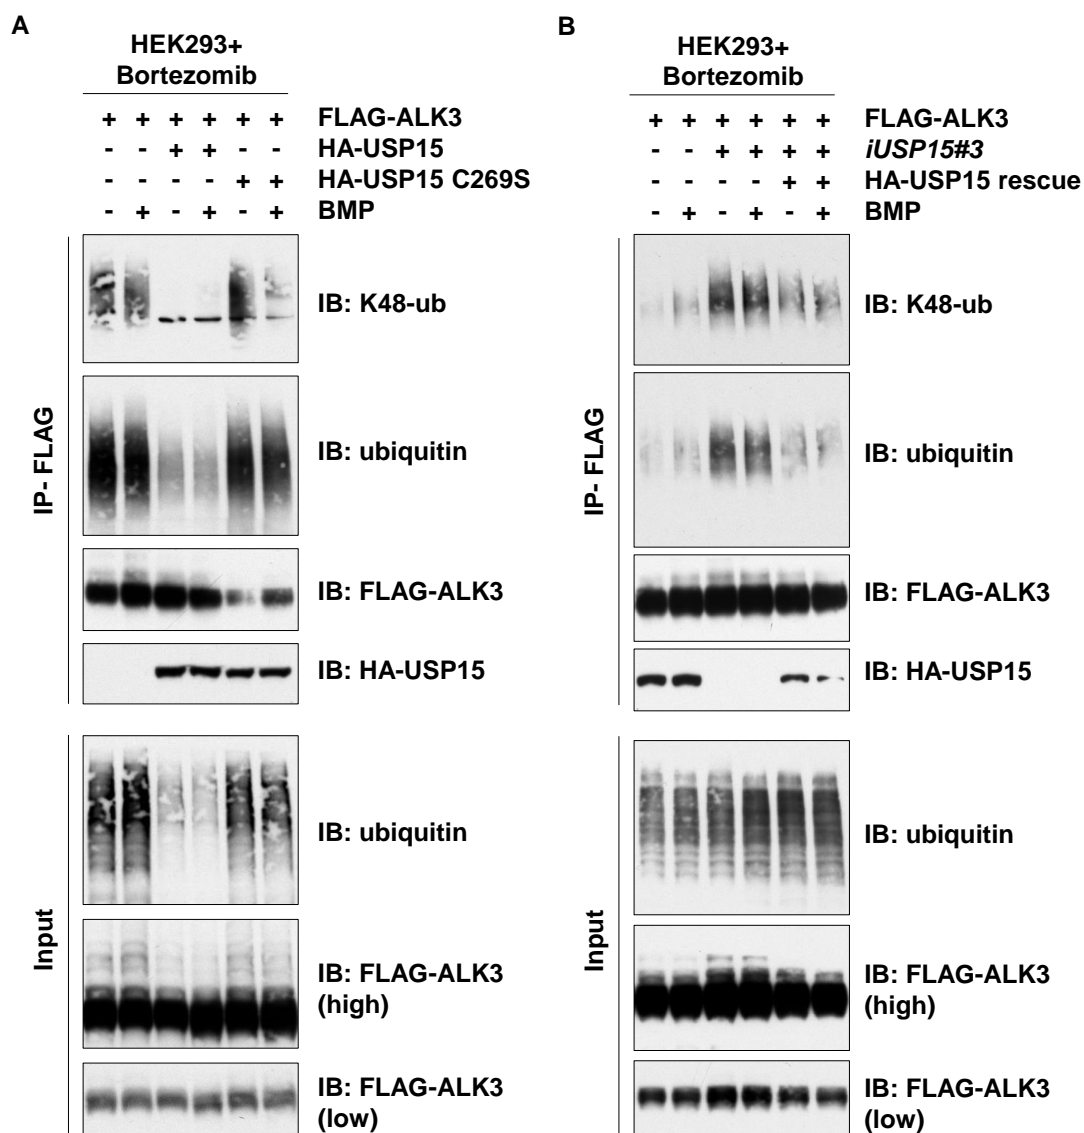 A
HEK293+
Bortezomib
+ + + + + + FLAG-ALK3
- - + + - - HA-USP15
- - - - + + HA-USP15 C269S
- + - + - + BMP
IP- FLAG
IB: K48-ub
IB: ubiquitin
IB: FLAG-ALK3
IB: HA-USP15
Input
IB: ubiquitin
IB: FLAG-ALK3
(high)
IB: FLAG-ALK3
(low)
B
HEK293+
Bortezomib
+ + + + + + FLAG-ALK3
- - + + + + iUSP15#3
- - - - + + HA-USP15 rescue
- + - + - + BMP
IP- FLAG
IB: K48-ub
IB: ubiquitin
IB: FLAG-ALK3
IB: HA-USP15
Input
IB: ubiquitin
IB: FLAG-ALK3
(high)
IB: FLAG-ALK3
(low)